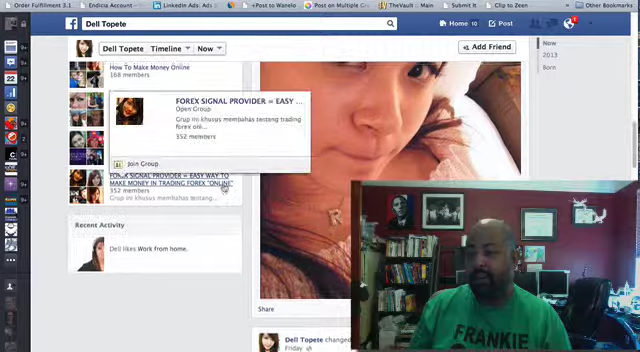 Order Fulfillment 3.1
Endicia Account -
LinkedIn Ads: Ads
+Post to Wanelo
Post on Multiple
TheVault :: Main
Submit It
Clip to Zeen
Other Bookmarks
Dell Topete
Home 10
Post
Dell Topete
Timeline
Now
Add Friend
Now
2013
Born
How To Make Money Online
168 members
FOREX SIGNAL PROVIDER = EASY ...
Open Group
Grup ini khusus membahas tentang trading
forex onl...
352 members
Join Group
FOREX SIGNAL PROVIDER = EASY WAY TO
MAKE MONEY IN TRADING FOREX "ONLINE"
352 members
Grup ini khusus membahas tentang...
Recent Activity
Dell likes Work from home.
Share
Dell Topete changed
Friday
22
FRANKIE